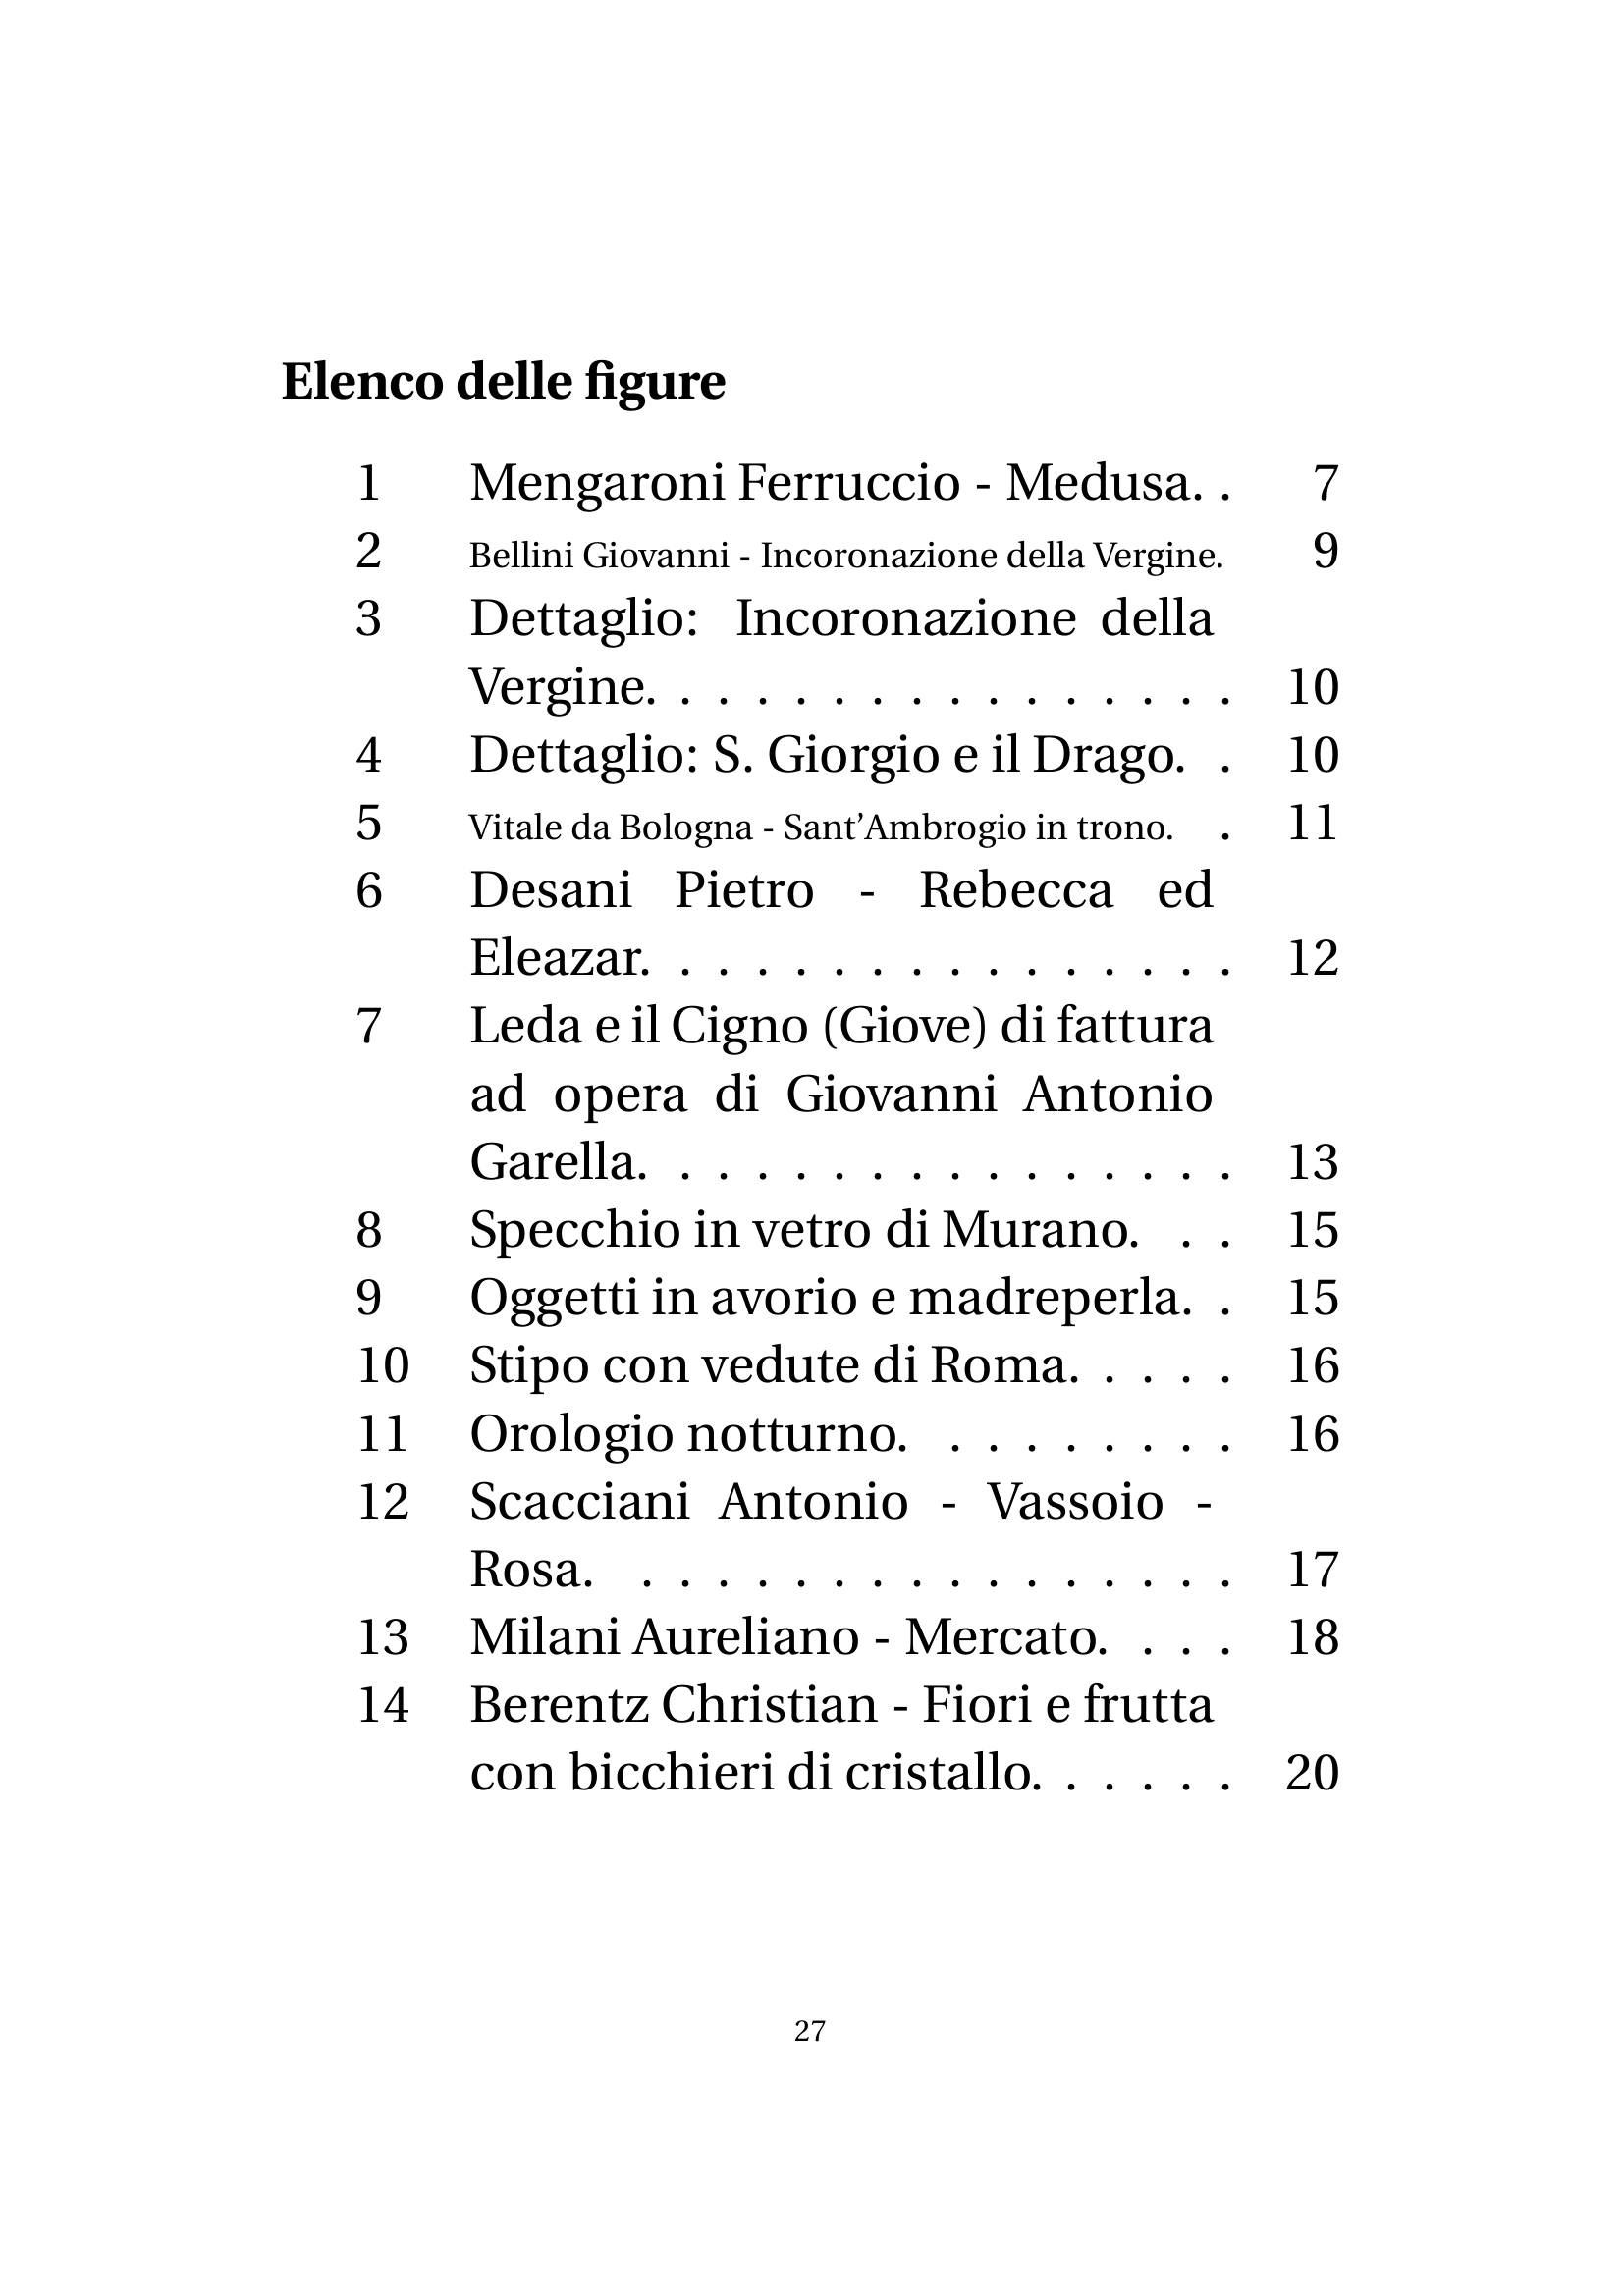 Elenco delle figure
1 Mengaroni Ferruccio - Medusa. . 7
2 Bellini Giovanni - Incoronazione della Vergine. 9
3 Dettaglio: Incoronazione della
Vergine. . . . . . . . . . . . . . . . 10
4 Dettaglio: S. Giorgio e il Drago. . 10
5 Vitale da Bologna - Sant’Ambrogio in trono. . 11
6 Desani Pietro - Rebecca ed
Eleazar. . . . . . . . . . . . . . . . 12
7 Leda e il Cigno (Giove) di fattura
ad opera di Giovanni Antonio
Garella. . . . . . . . . . . . . . . . 13
8 Specchio in vetro di Murano. . . 15
9 Oggetti in avorio e madreperla. . 15
10 Stipo con vedute di Roma. . . . . 16
11 Orologio notturno. . . . . . . . . 16
12 Scacciani Antonio - Vassoio -
Rosa. . . . . . . . . . . . . . . . . 17
13 Milani Aureliano - Mercato. . . . 18
14 Berentz Christian - Fiori e frutta
con bicchieri di cristallo. . . . . . 20
27